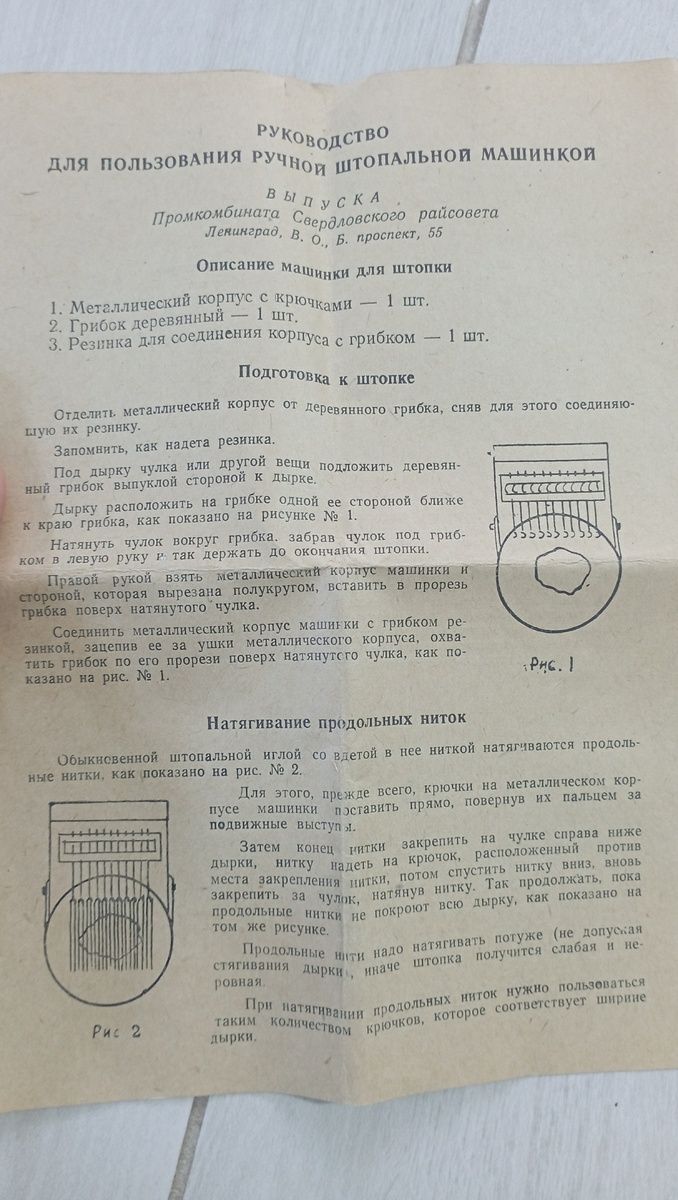 РУКОВОДСТВО
ДЛЯ ПОЛЬЗОВАНИЯ РУЧНОЙ ШТОПАЛЬНОЙ МАШИНКОЙ
ВЫПУСКА
Промкомбината Свердловского райсовета
Ленинград, В. О., Б. проспект, 55
Описание машинки для штопки
1. Металлический корпус с крючками — 1 шт.
2. Грибок деревянный — 1 шт.
3. Резинка для соединения корпуса с грибком — 1 шт.
Подготовка к штопке
Отделить металлический корпус от деревянного грибка, сняв для этого соединяю-
щую их резинку.
Запомнить, как надета резинка.
Под дырку чулка или другой вещи подложить деревян-
ный грибок выпуклой стороной к дырке.
Дырку расположить на грибке одной ее стороной ближе
к краю грибка, как показано на рисунке № 1.
Натянуть чулок вокруг грибка. забрав чулок под гриб-
ком в левую руку и так держать до окончания штопки.
Правой рукой взять металлический корпус машинки и
стороной, которая вырезана полукругом, вставить в прорезь
грибка поверх натянутого чулка.
Соединить металлический корпус машинки с грибком ре-
зинкой, зацепив ее за ушки металлического корпуса, охва-
тить грибок по его прорези поверх натянутого чулка, как по-
казано на рис. № 1.
Рис. 1
Натягивание продольных ниток
Обыкновенной штопальной иглой со вдетой в нее ниткой натягиваются продоль-
ные нитки, как показано на рис. № 2.
Для этого, прежде всего, крючки на металлическом кор-
пусе машинки поставить прямо, повернув их пальцем за
подвижные выступы.
Затем конец нитки закрепить на чулке справа ниже
дырки, нитку надеть на крючок, расположенный против
места закрепления нитки, потом спустить нитку вниз, вновь
закрепить за чулок, натянув нитку. Так продолжать, пока
продольные нитки не покроют всю дырку, как показано на
том же рисунке.
Продольные нити надо натягивать потуже (не допуская
стягивания дырки), иначе штопка получится слабая и не-
ровная.
При натягивании продольных ниток нужно пользоваться
таким количеством крючков, которое соответствует ширине
дырки.
Рис 2